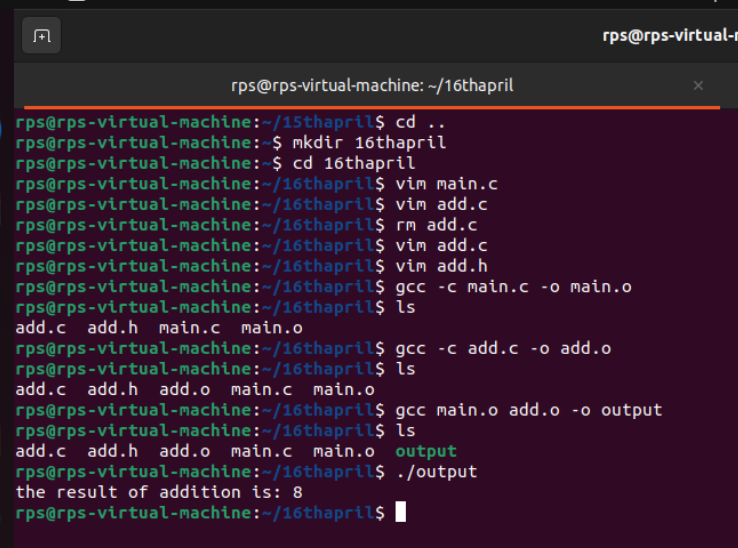 rps@rps-virtual-
rps@rps-virtual-machine: ~/16thapril
rps@rps-virtual-machine:~/15thapril$ cd ..
rps@rps-virtual-machine:~$ mkdir 16thapril
rps@rps-virtual-machine:~$ cd 16thapril
rps@rps-virtual-machine:~/16thapril$ vim main.c
rps@rps-virtual-machine:~/16thapril$ vim add.c
rps@rps-virtual-machine:~/16thapril$ rm add.c
rps@rps-virtual-machine:~/16thapril$ vim add.c
rps@rps-virtual-machine:~/16thapril$ vim add.h
rps@rps-virtual-machine:~/16thapril$ gcc -c main.c -o main.o
rps@rps-virtual-machine:~/16thapril$ ls
add.c  add.h  main.c  main.o
rps@rps-virtual-machine:~/16thapril$ gcc -c add.c -o add.o
rps@rps-virtual-machine:~/16thapril$ ls
add.c  add.h  add.o  main.c  main.o
rps@rps-virtual-machine:~/16thapril$ gcc main.o add.o -o output
rps@rps-virtual-machine:~/16thapril$ ls
add.c  add.h  add.o  main.c  main.o  output
rps@rps-virtual-machine:~/16thapril$ ./output
the result of addition is: 8
rps@rps-virtual-machine:~/16thapril$